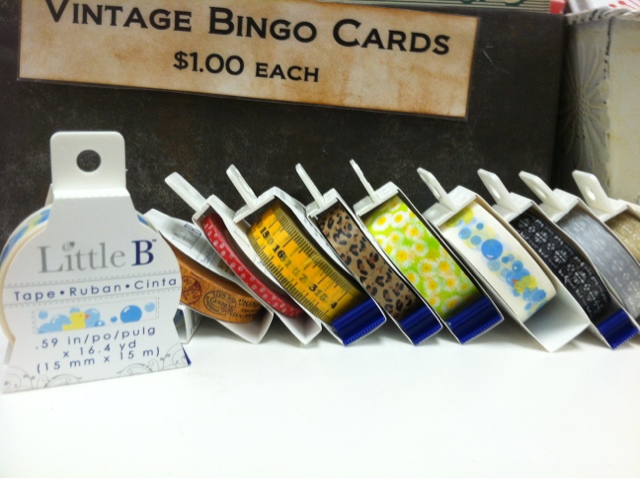 VINTAGE BINGO CARDS
$1.00 EACH
Little B™
Tape • Ruban • Cinta
.59 in/po/pulg
x 16.4 yd
(15 mm x 15 m)